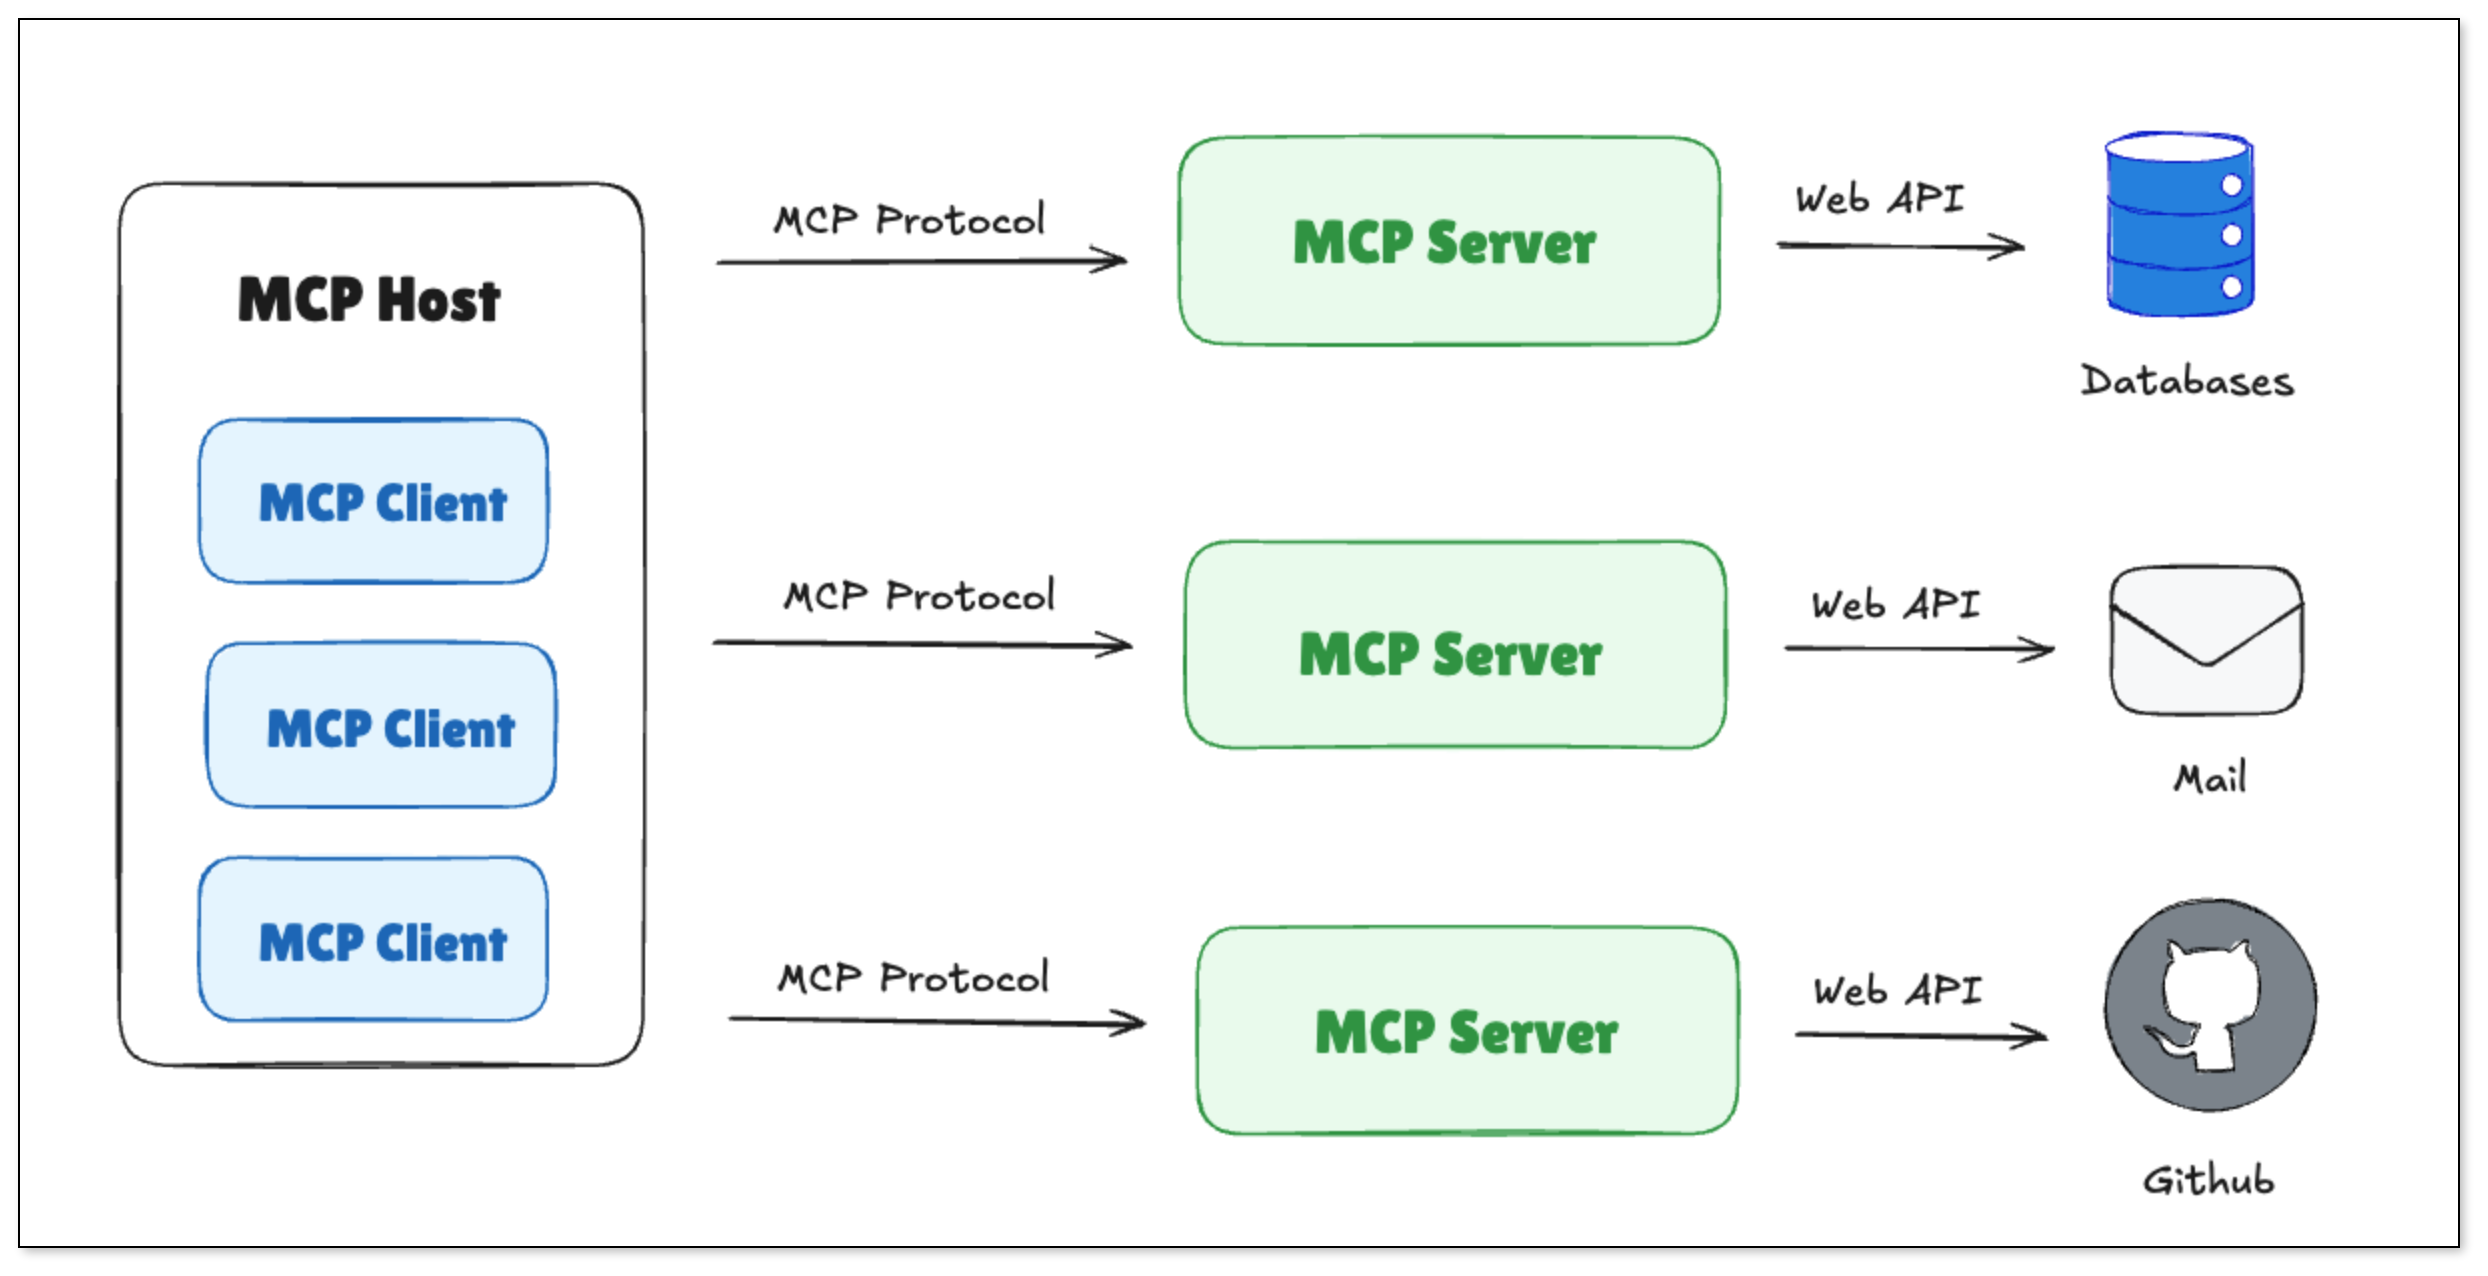 MCP Host
MCP Client
MCP Client
MCP Client
MCP Protocol
MCP Server
Web API
Databases
MCP Protocol
MCP Server
Web API
Mail
MCP Protocol
MCP Server
Web API
Github